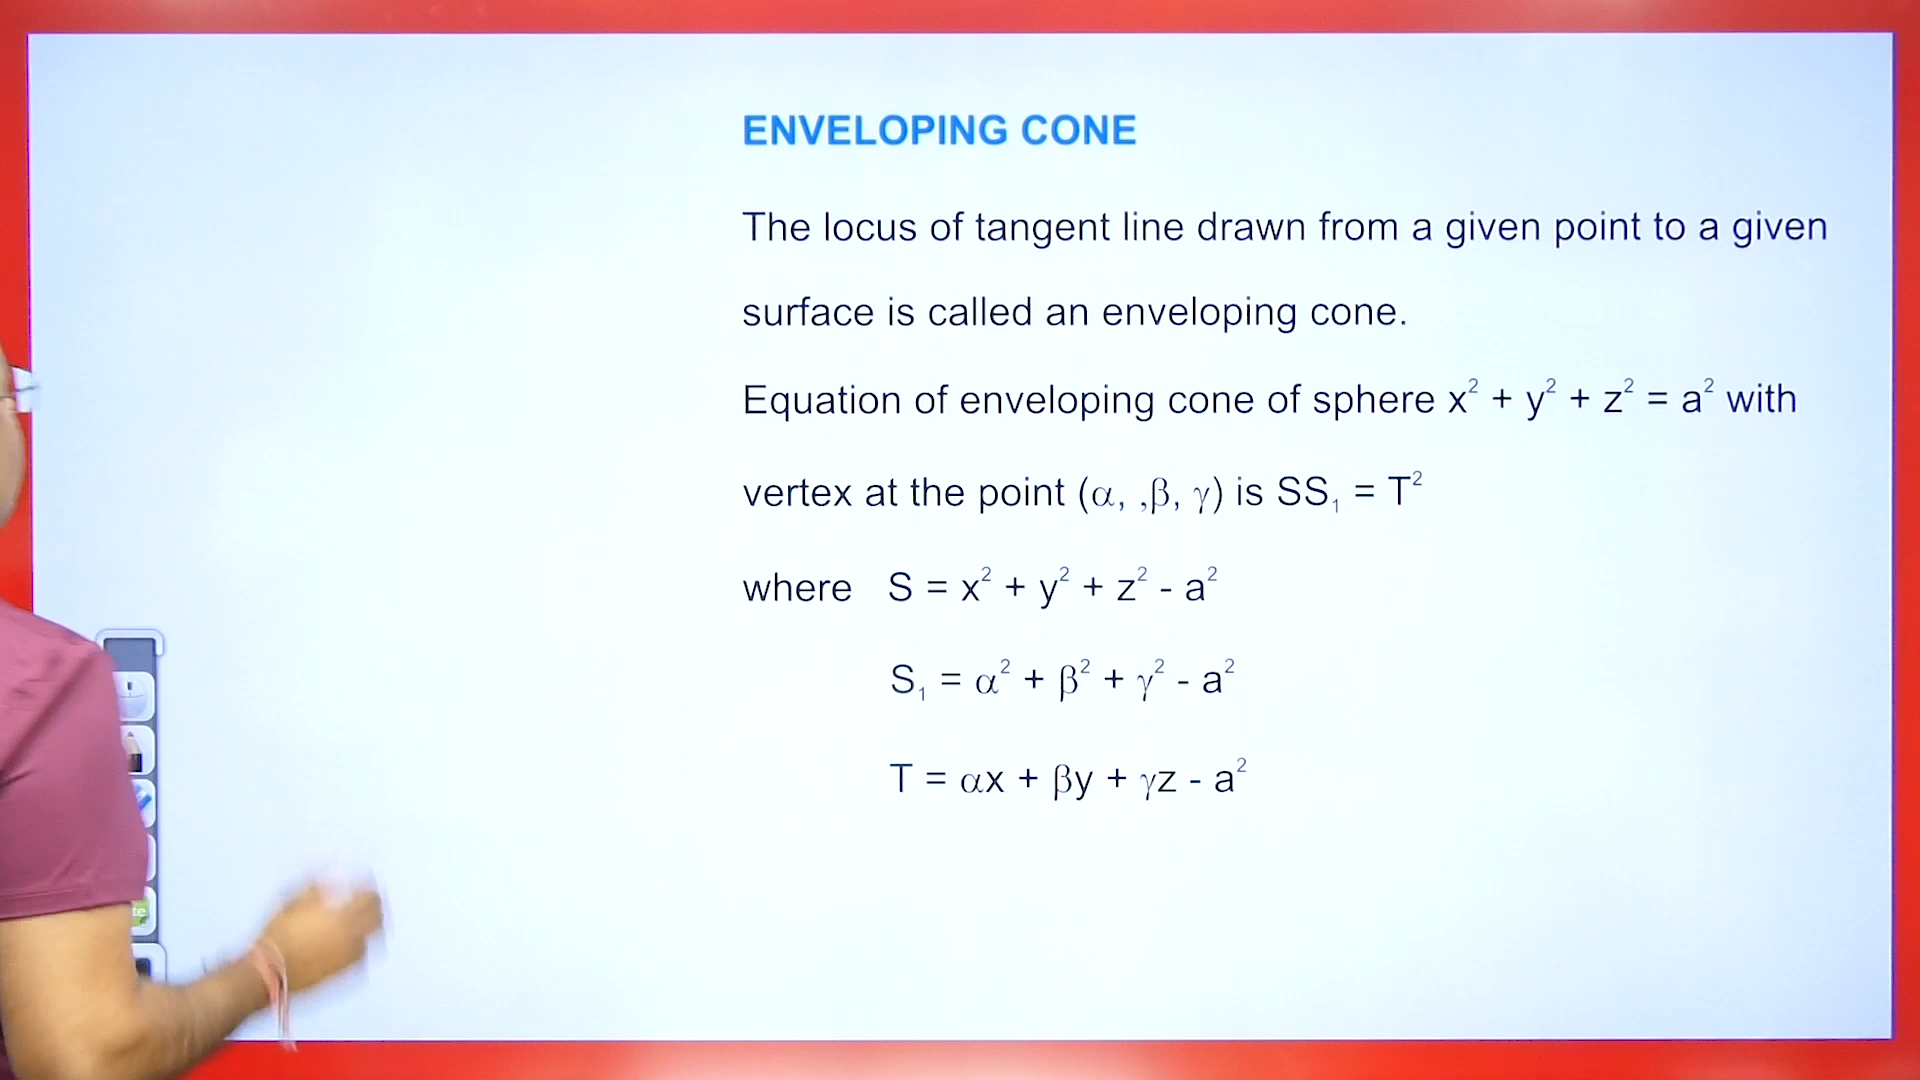 ENVELOPING CONE
The locus of tangent line drawn from a given point to a given
surface is called an enveloping cone.
Equation of enveloping cone of sphere x² + y² + z² = a² with
vertex at the point (α, ,β, γ) is SS₁ = T²
where S = x² + y² + z² - a²
S₁ = α² + β² + γ² - a²
T = αx + βy + γz - a²
te